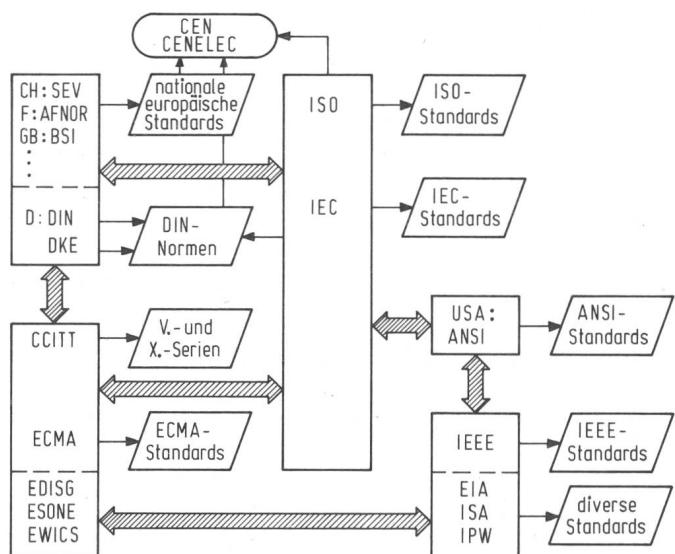 CEN
CENELEC
CH: SEV
F: AFNOR
GB: BSI
nationale
europäische
Standards
ISO
ISO-
Standards
IEC
IEC-
Standards
D: DIN
DKE
DIN-
Normen
CCITT
V.- und
X.-Serien
USA:
ANSI
ANSI-
Standards
ECMA
ECMA-
Standards
IEEE
IEEE-
Standards
EDISG
ESONE
EWICS
EIA
ISA
IPW
diverse
Standards